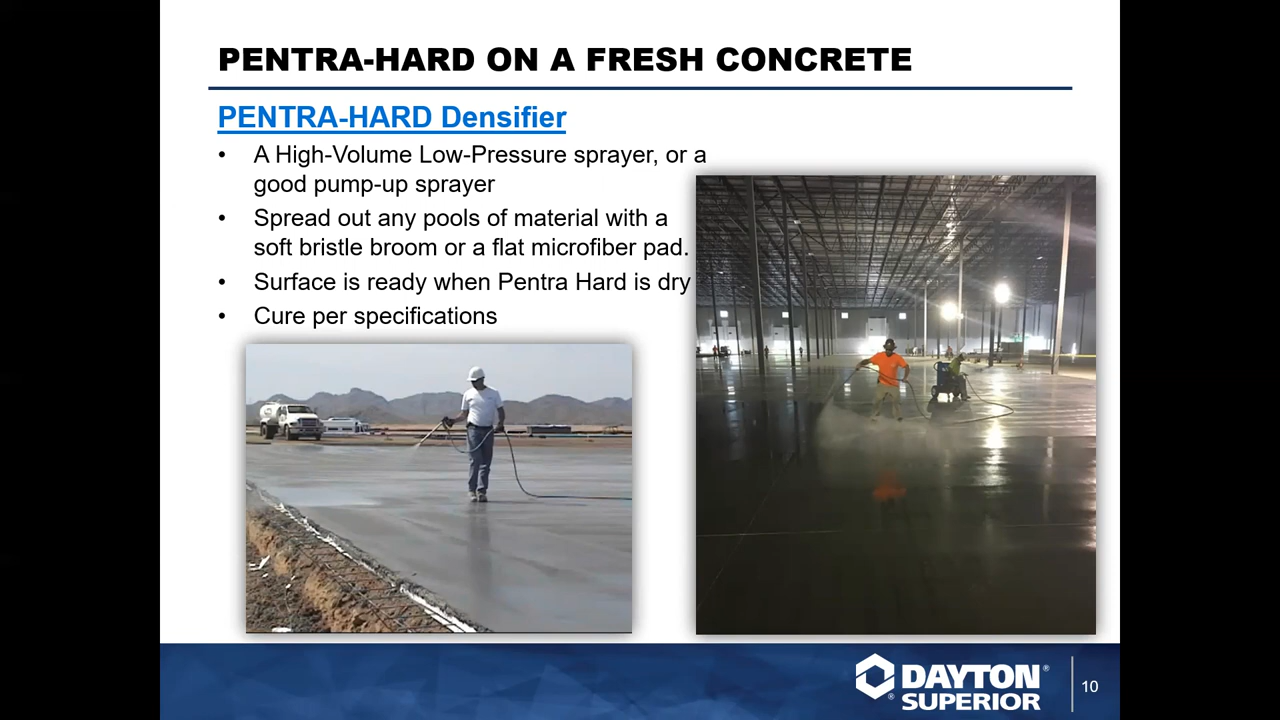 PENTRA-HARD ON A FRESH CONCRETE
PENTRA-HARD Densifier
• A High-Volume Low-Pressure sprayer, or a
good pump-up sprayer
• Spread out any pools of material with a
soft bristle broom or a flat microfiber pad.
• Surface is ready when Pentra Hard is dry
• Cure per specifications
DAYTON®
®SUPERIOR
10